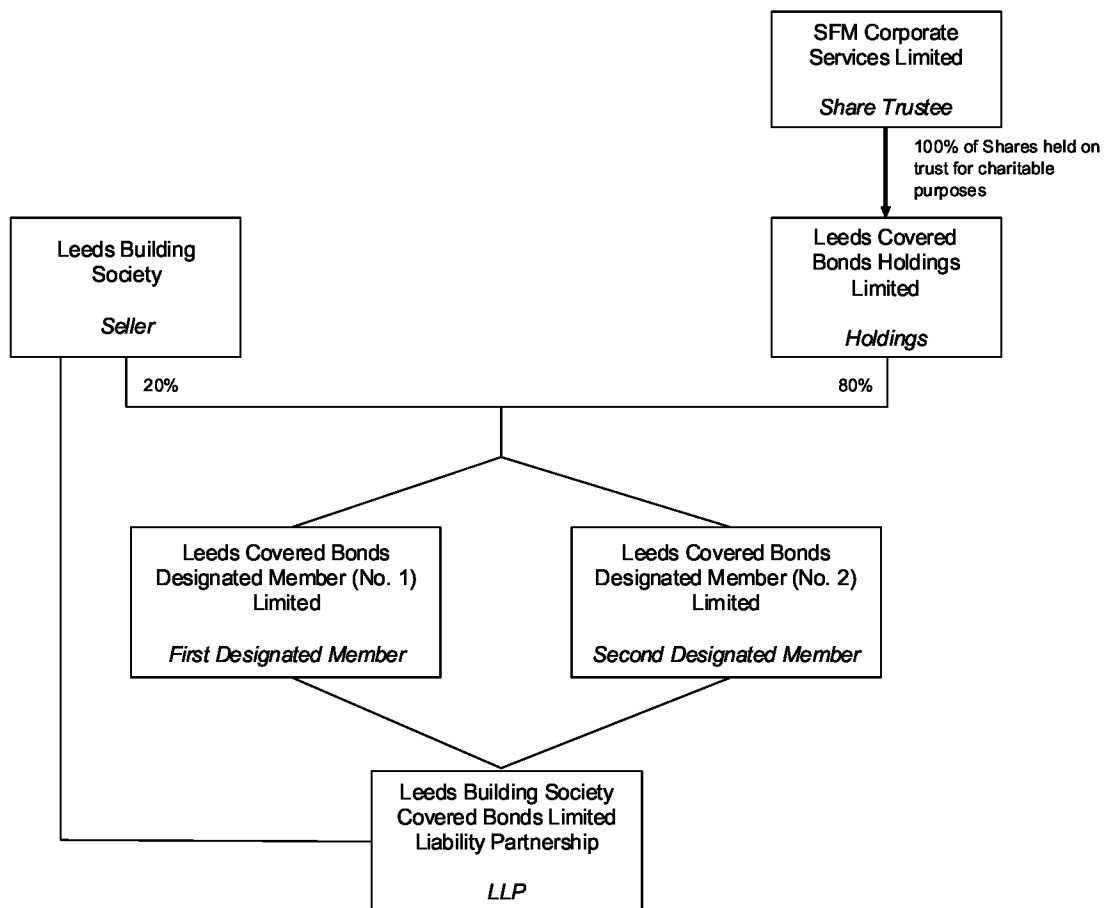 SFM Corporate
Services Limited
Share Trustee
100% of Shares held on
trust for charitable
purposes
Leeds Building
Society
Seller
Leeds Covered
Bonds Holdings
Limited
Holdings
20%
80%
Leeds Covered Bonds
Designated Member (No. 1)
Limited
First Designated Member
Leeds Covered Bonds
Designated Member (No. 2)
Limited
Second Designated Member
Leeds Building Society
Covered Bonds Limited
Liability Partnership
LLP